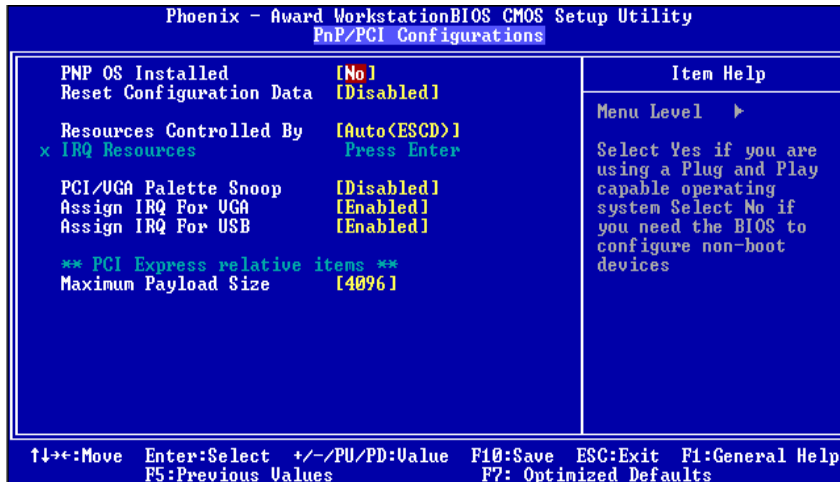 Phoenix - Award WorkstationBIOS CMOS Setup Utility
PnP/PCI Configurations
PNP OS Installed [No]
Reset Configuration Data [Disabled]
Resources Controlled By [Auto(ESCD)]
x IRQ Resources Press Enter
PCI/VGA Palette Snoop [Disabled]
Assign IRQ For VGA [Enabled]
Assign IRQ For USB [Enabled]
** PCI Express relative items **
Maximum Payload Size [4096]
Item Help
Menu Level ▶
Select Yes if you are
using a Plug and Play
capable operating
system Select No if
you need the BIOS to
configure non-boot
devices
↑↓→←:Move Enter:Select +/-/PU/PD:Value F10:Save ESC:Exit F1:General Help
F5:Previous Values F7: Optimized Defaults